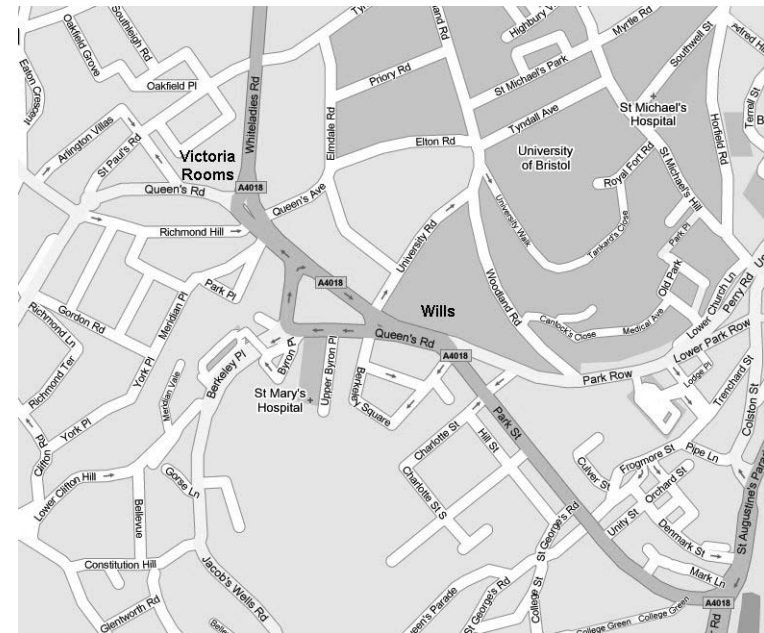 Southleigh Rd
Oakfield Grove
Eaton Crescent
Oakfield Pl
Whiteladies Rd
Priory Rd
Elmdale Rd
Elton Rd
Highbury
Myrtle Rd
Southwell St
St Michael's Park
Tyndall Ave
St Michael's
Hospital
Horfield Rd
Terrell St
Arlington Villas
St Paul's Rd
Victoria
Rooms
Queen's Rd
A4018
Queen's Ave
University
of Bristol
Royal Fort Rd
St Michael's Hill
Richmond Hill
University Rd
University Walk
Tankard's Close
Park Pl
Old Park
Woodland Rd
Park Pl
Meridian Pl
A4018
Wills
Cantock's Close
Medical Ave
Lower Church Ln
Perry Rd
Gordon Rd
Richmond Ln
Richmond Ter
York Pl
Queen's Rd
A4018
Lower Park Row
Park Row
Lodge Pl
Trenchard St
Colston St
Berkeley Pl
Byron Pl
Upper Byron Pl
Berkeley Square
St Mary's
Hospital
Meridian Vale
Park St
York Pl
Clifton Rd
Charlotte St
Hill St
Charlotte St S
Culver St
Frogmore St
Pipe Ln
Orchard St
Unity St
Denmark St
St Augustine's Para
Lower Clifton Hill
Gorse Ln
Bellevue
St George's Rd
Constitution Hill
Jacob's Wells Rd
Mark Ln
A4018
Glentworth Rd
Queen's Parade
St George's Rd
College St
College Green
College Green
Rd